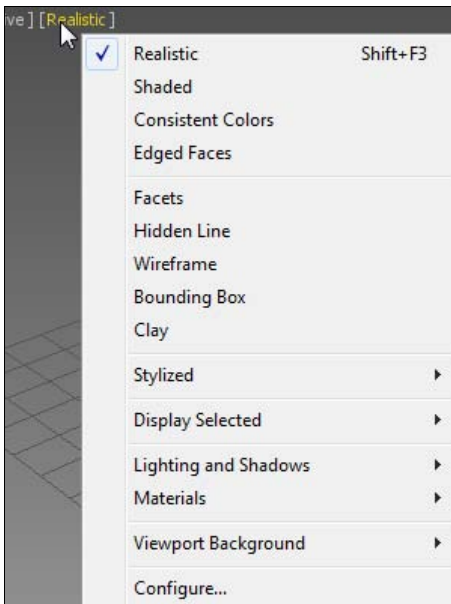 ve ] [Realistic ]
Realistic Shift+F3
Shaded
Consistent Colors
Edged Faces
Facets
Hidden Line
Wireframe
Bounding Box
Clay
Stylized
Display Selected
Lighting and Shadows
Materials
Viewport Background
Configure...